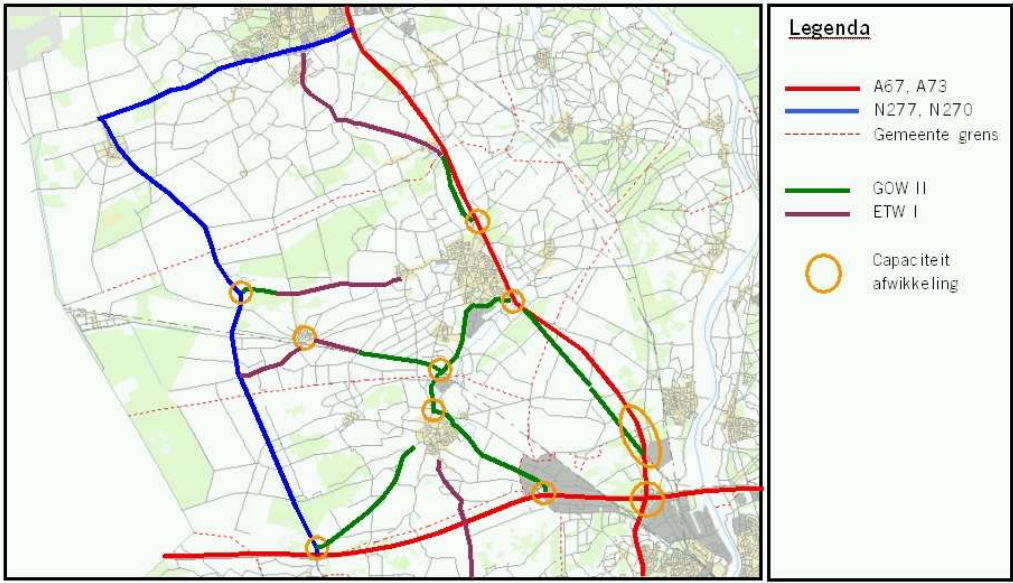 Legenda
A67, A73
N277, N270
Gemeente grens
GOW II
ETW I
Capaciteit
afwikkeling